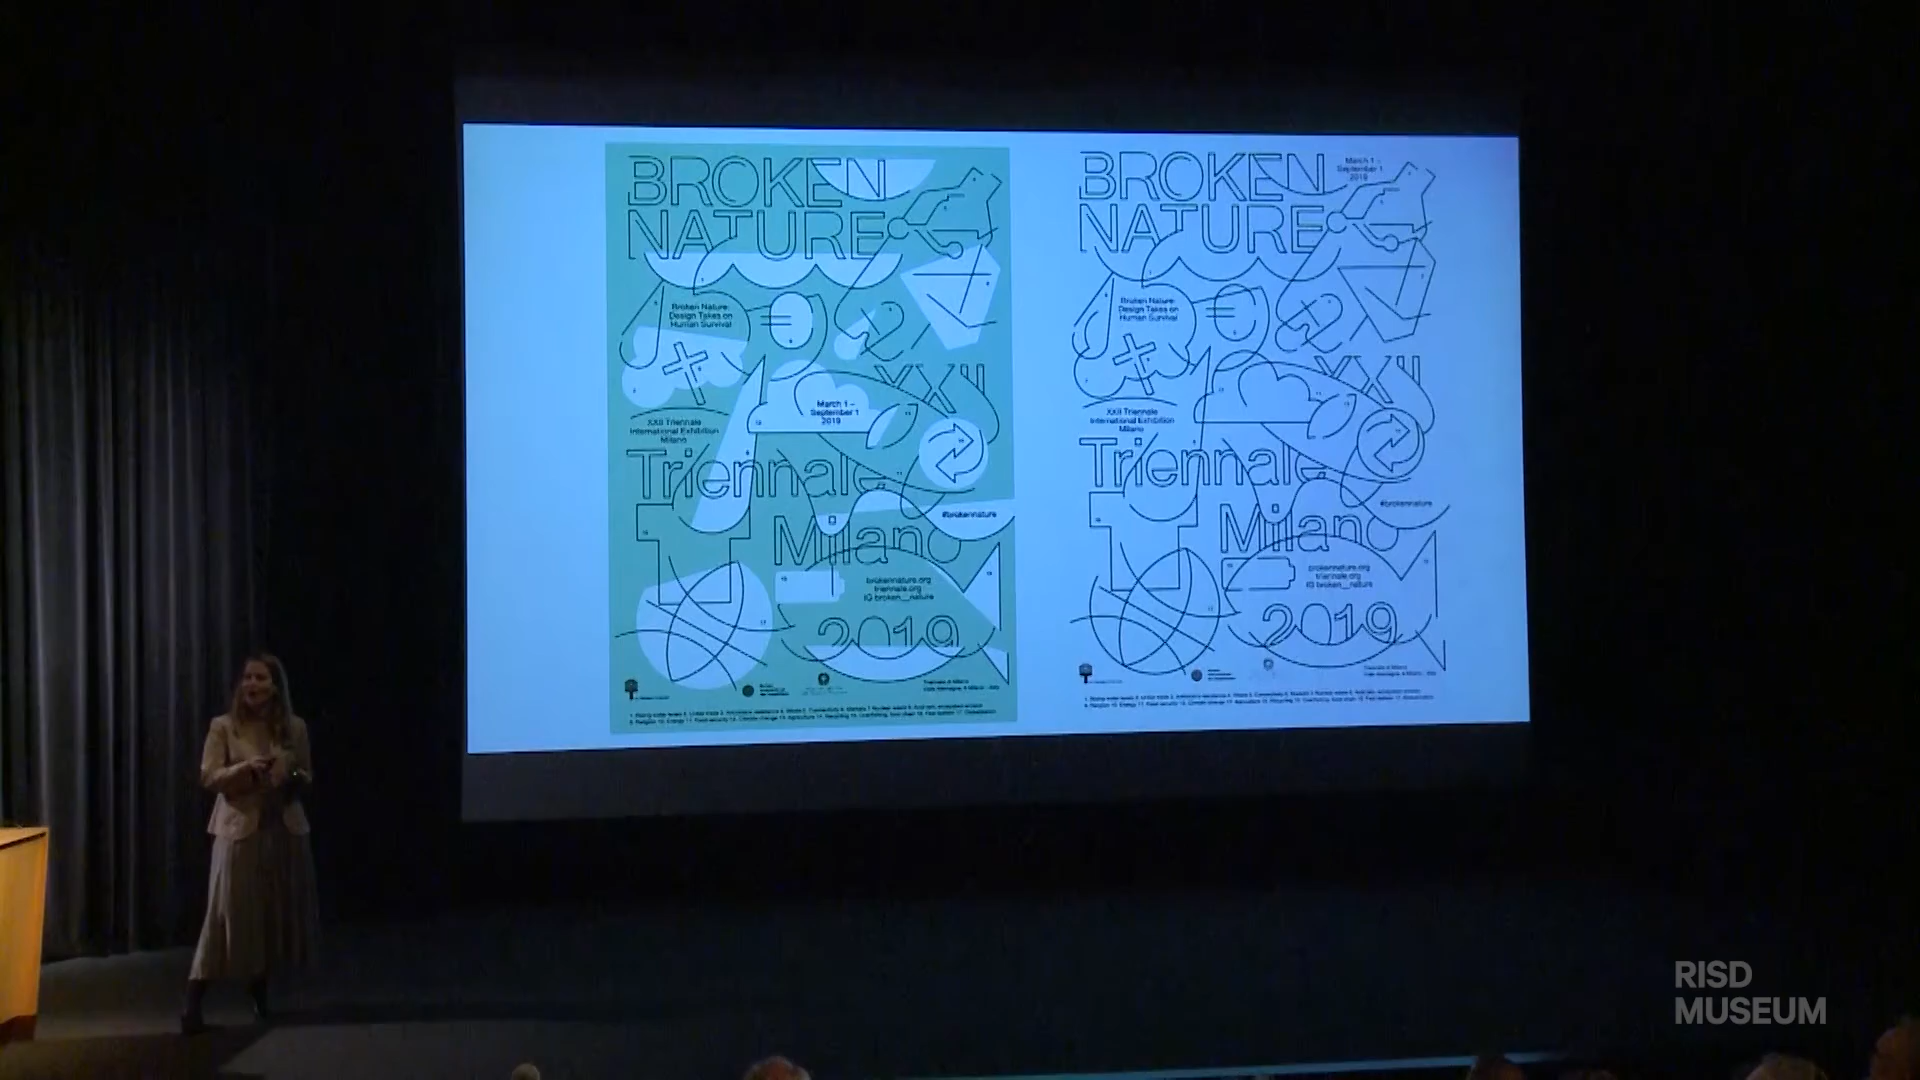 BROKEN
NATURE
Broken Nature:
Design Takes on
Human Survival
XXII
March 1 –
September 1
2019
XXII Triennale
International Exhibition
Milano
Triennale
#brokennature
Milano
brokennature.org
triennale.org
IG broken__nature
2019
BROKEN
NATURE
March 1 –
September 1
2019
Broken Nature:
Design Takes on
Human Survival
XXII
XXII Triennale
International Exhibition
Milano
Triennale
#brokennature
Milano
brokennature.org
triennale.org
IG broken__nature
2019
RISD
MUSEUM